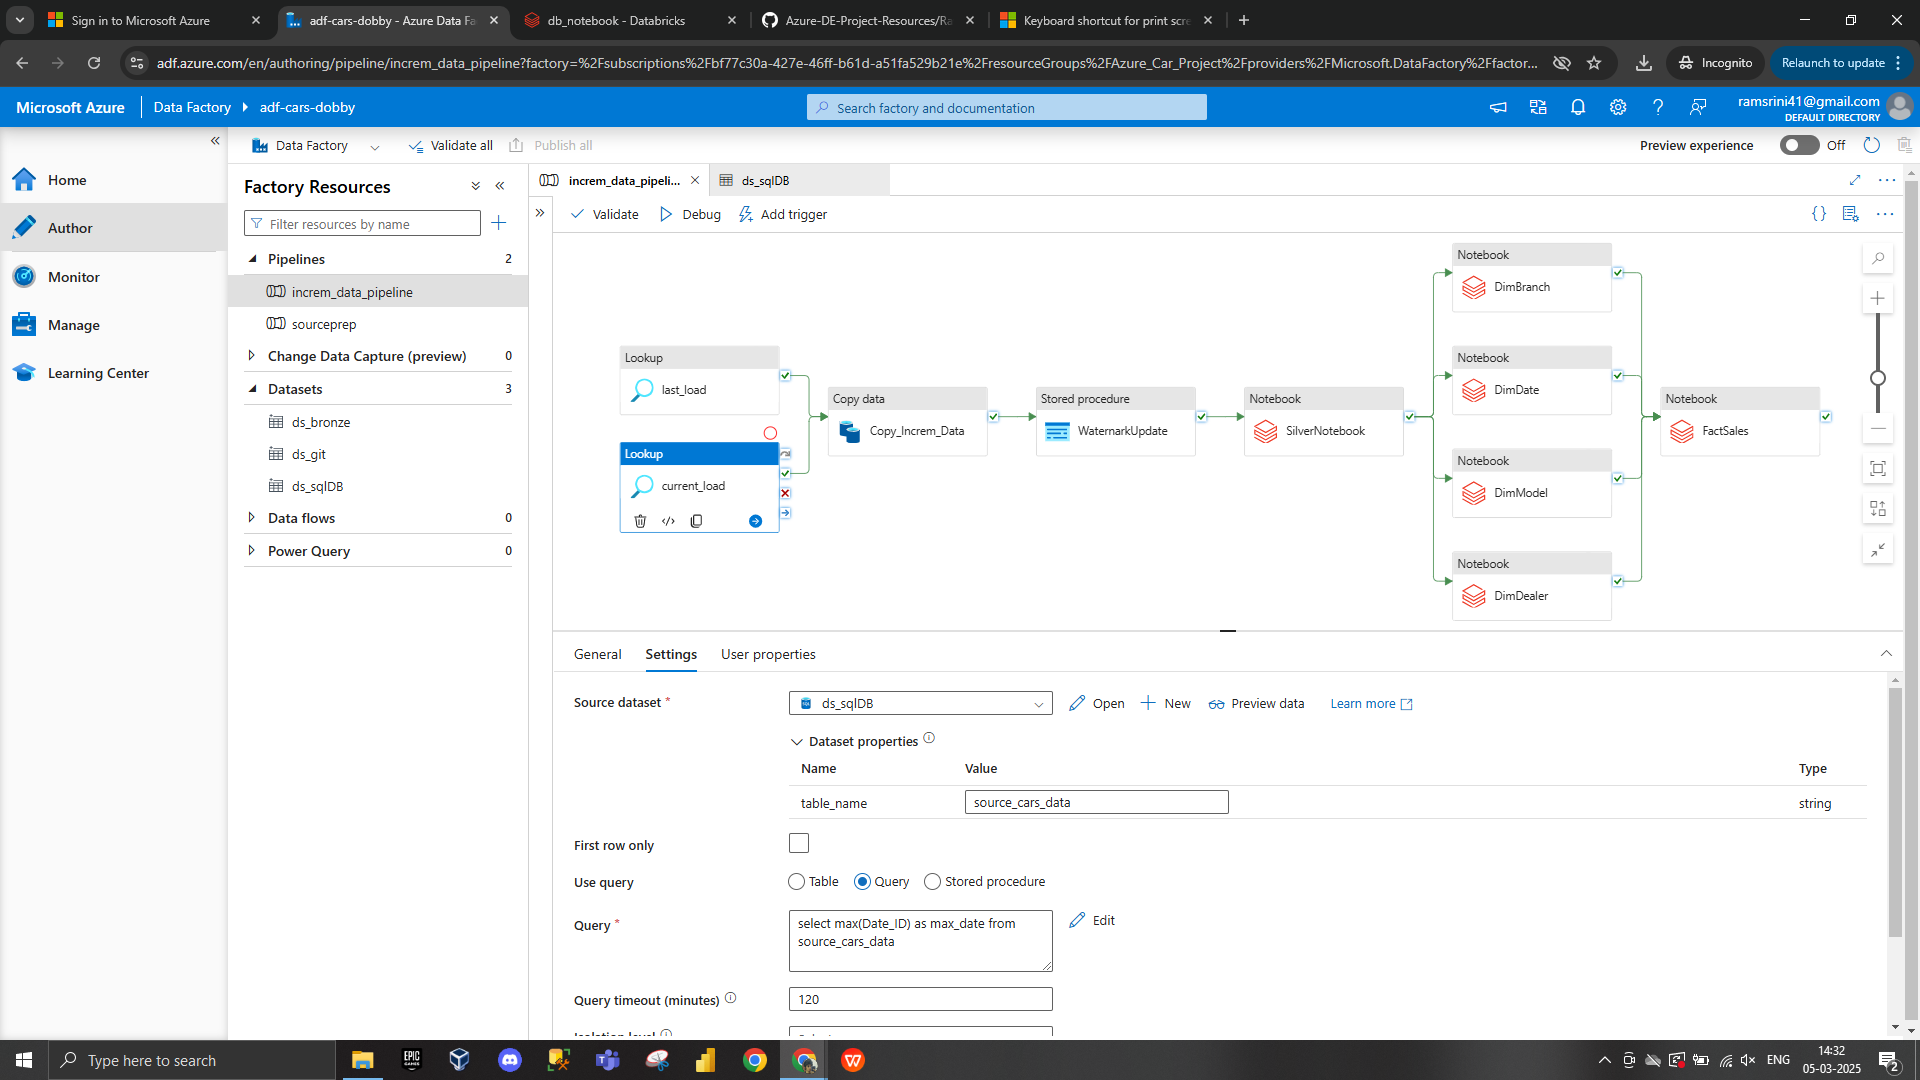 Sign in to Microsoft Azure
adf-cars-dobby - Azure Data Fa
db_notebook - Databricks
Azure-DE-Project-Resources/Ra
Keyboard shortcut for print scre
adf.azure.com/en/authoring/pipeline/increm_data_pipeline?factory=%2Fsubscriptions%2Fbf77c30a-427e-46ff-b61d-a51fa529b21e%2FresourceGroups%2FAzure_Car_Project%2Fproviders%2FMicrosoft.DataFactory%2Ffactor...
Incognito
Relaunch to update
Microsoft Azure
Data Factory
adf-cars-dobby
Search factory and documentation
ramsrini41@gmail.com
DEFAULT DIRECTORY
Home
Author
Monitor
Manage
Learning Center
Data Factory
Validate all
Publish all
Preview experience
Off
Factory Resources
Filter resources by name
Pipelines 2
increm_data_pipeline
sourceprep
Change Data Capture (preview) 0
Datasets 3
ds_bronze
ds_git
ds_sqlDB
Data flows 0
Power Query 0
increm_data_pipeli...
ds_sqlDB
Validate
Debug
Add trigger
Lookup
last_load
Lookup
current_load
Copy data
Copy_Increm_Data
Stored procedure
WaternarkUpdate
Notebook
SilverNotebook
Notebook
DimBranch
Notebook
DimDate
Notebook
DimModel
Notebook
DimDealer
Notebook
FactSales
General
Settings
User properties
Source dataset *
ds_sqlDB
Open
New
Preview data
Learn more
Dataset properties
Name Value Type
table_name source_cars_data string
First row only
Use query
Table
Query
Stored procedure
Query *
select max(Date_ID) as max_date from
source_cars_data
Edit
Query timeout (minutes)
120
Type here to search
EPIC
GAMES
ENG
14:32
05-03-2025
2